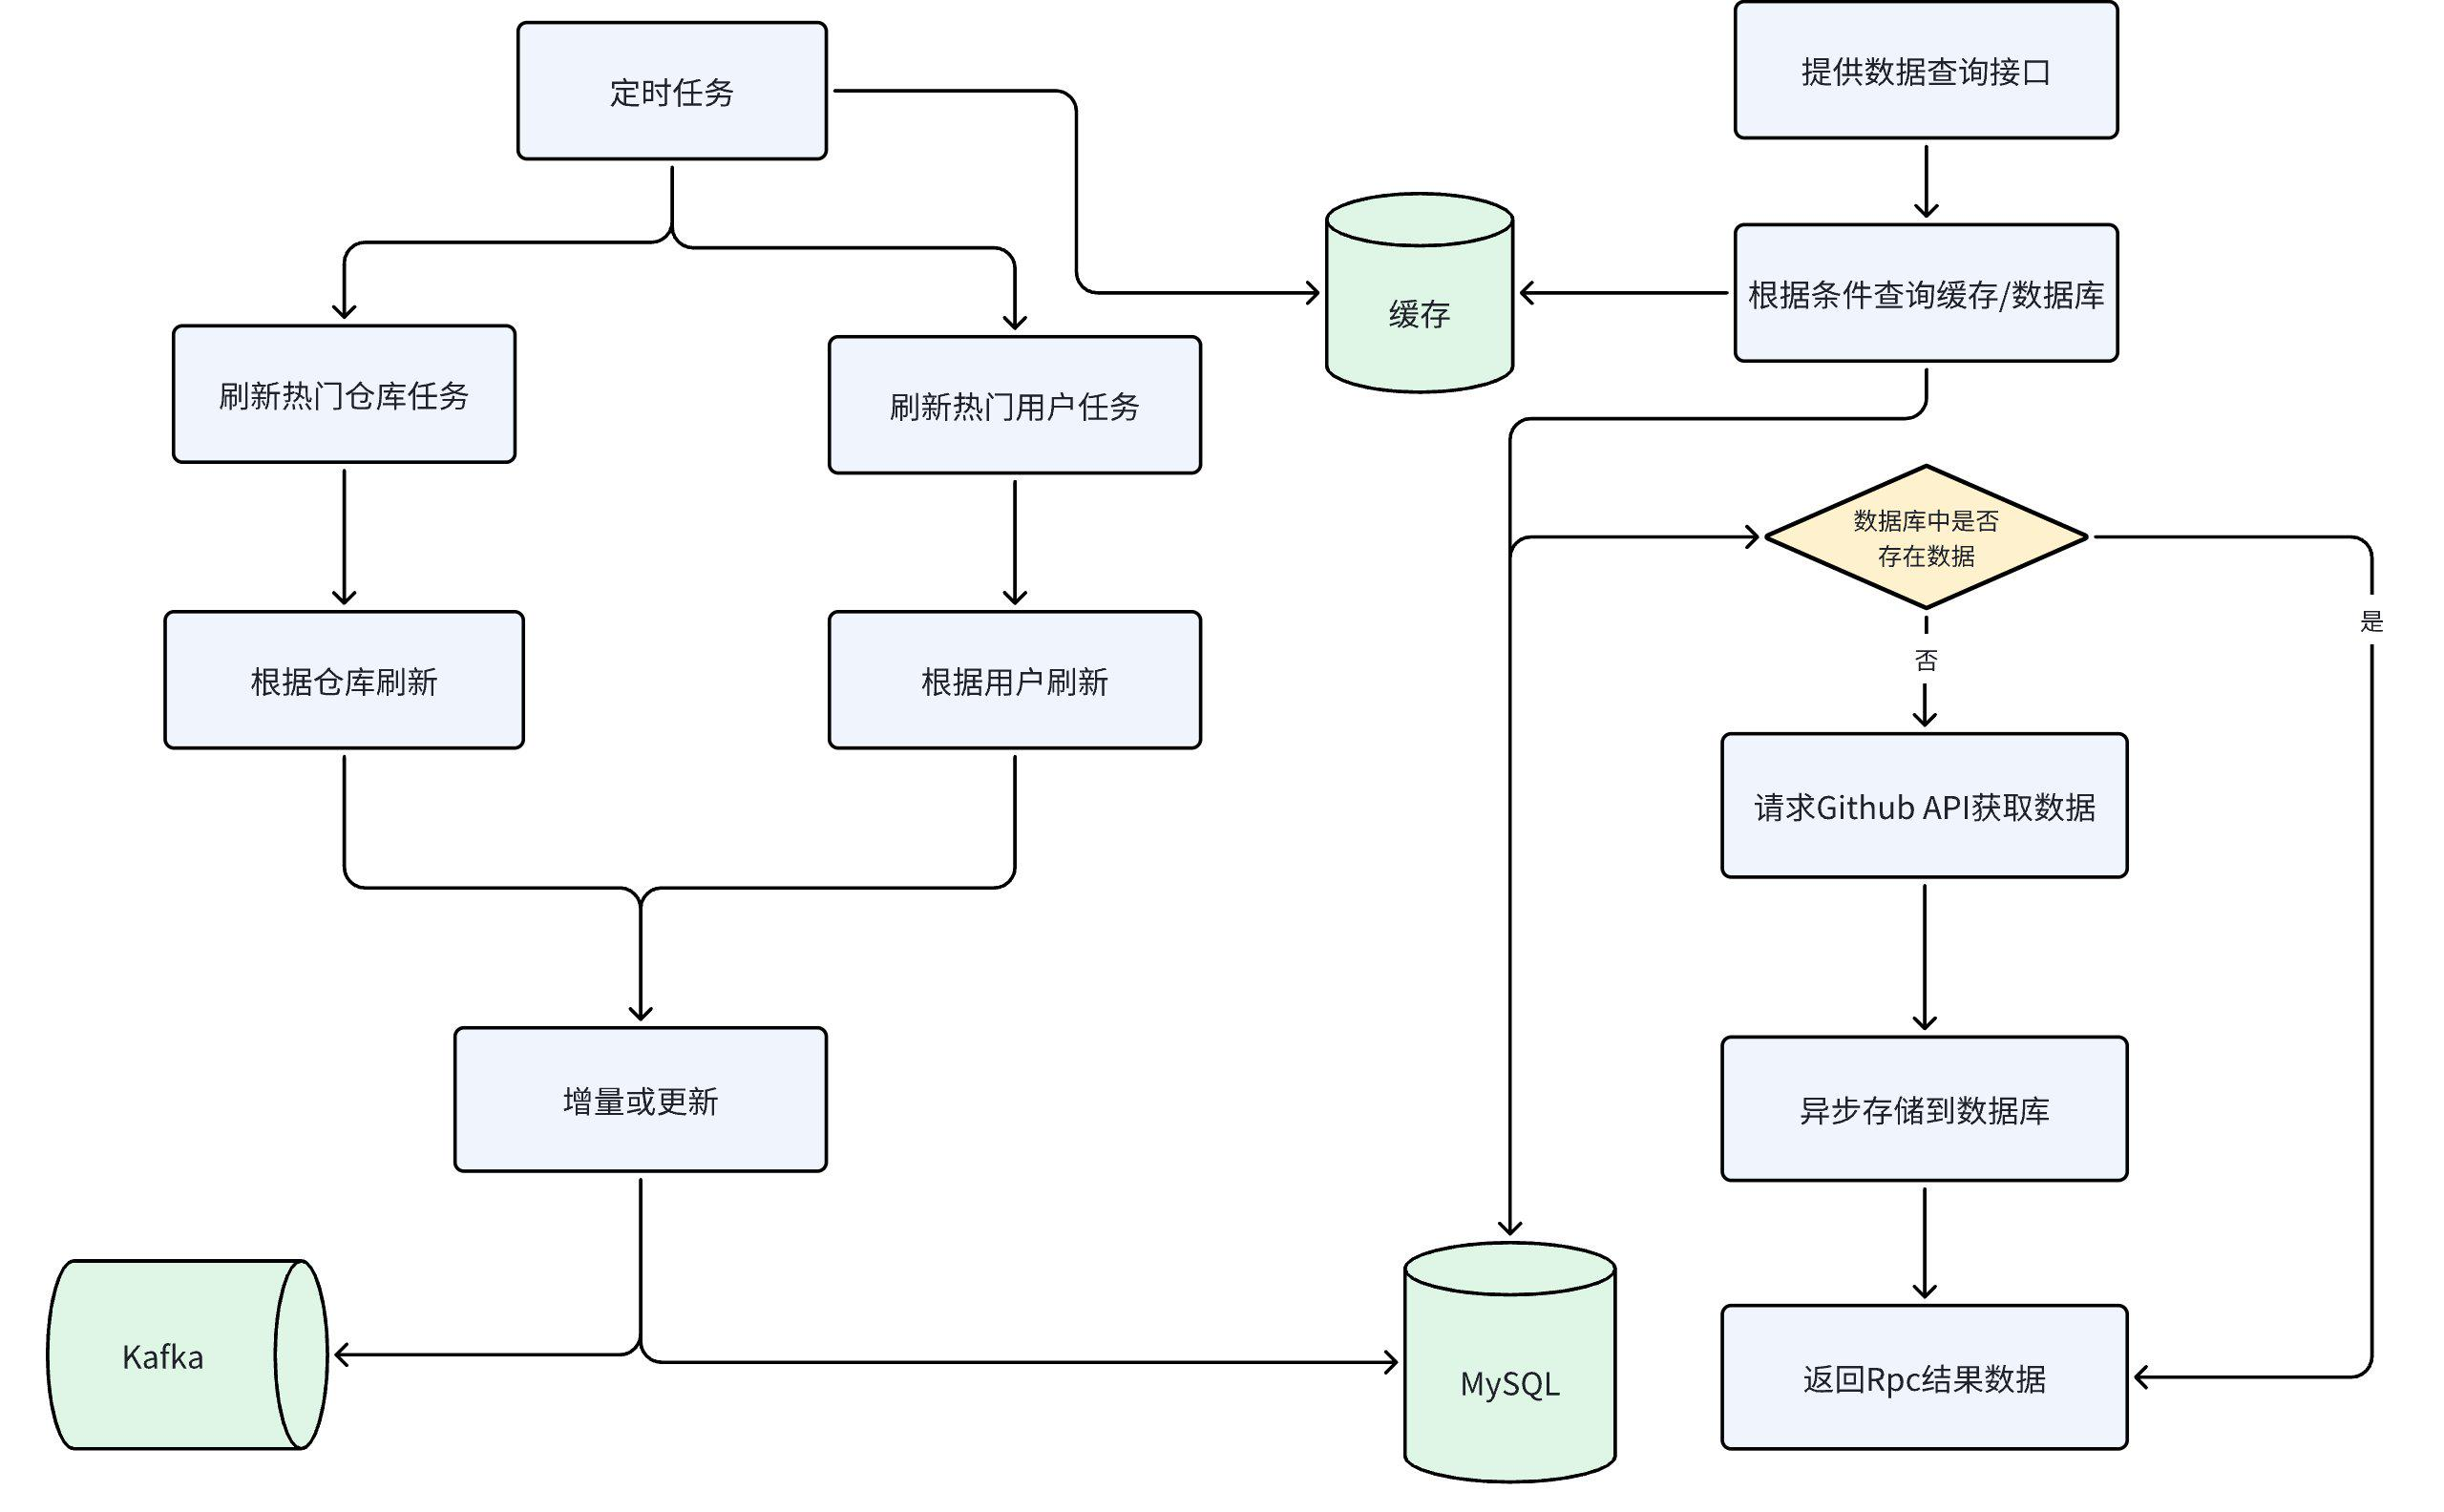 定时任务
提供数据查询接口
缓存
根据条件查询缓存/数据库
刷新热门仓库任务
刷新热门用户任务
数据库中是否
存在数据
是
否
根据仓库刷新
根据用户刷新
请求Github API获取数据
增量或更新
异步存储到数据库
Kafka
MySQL
返回Rpc结果数据